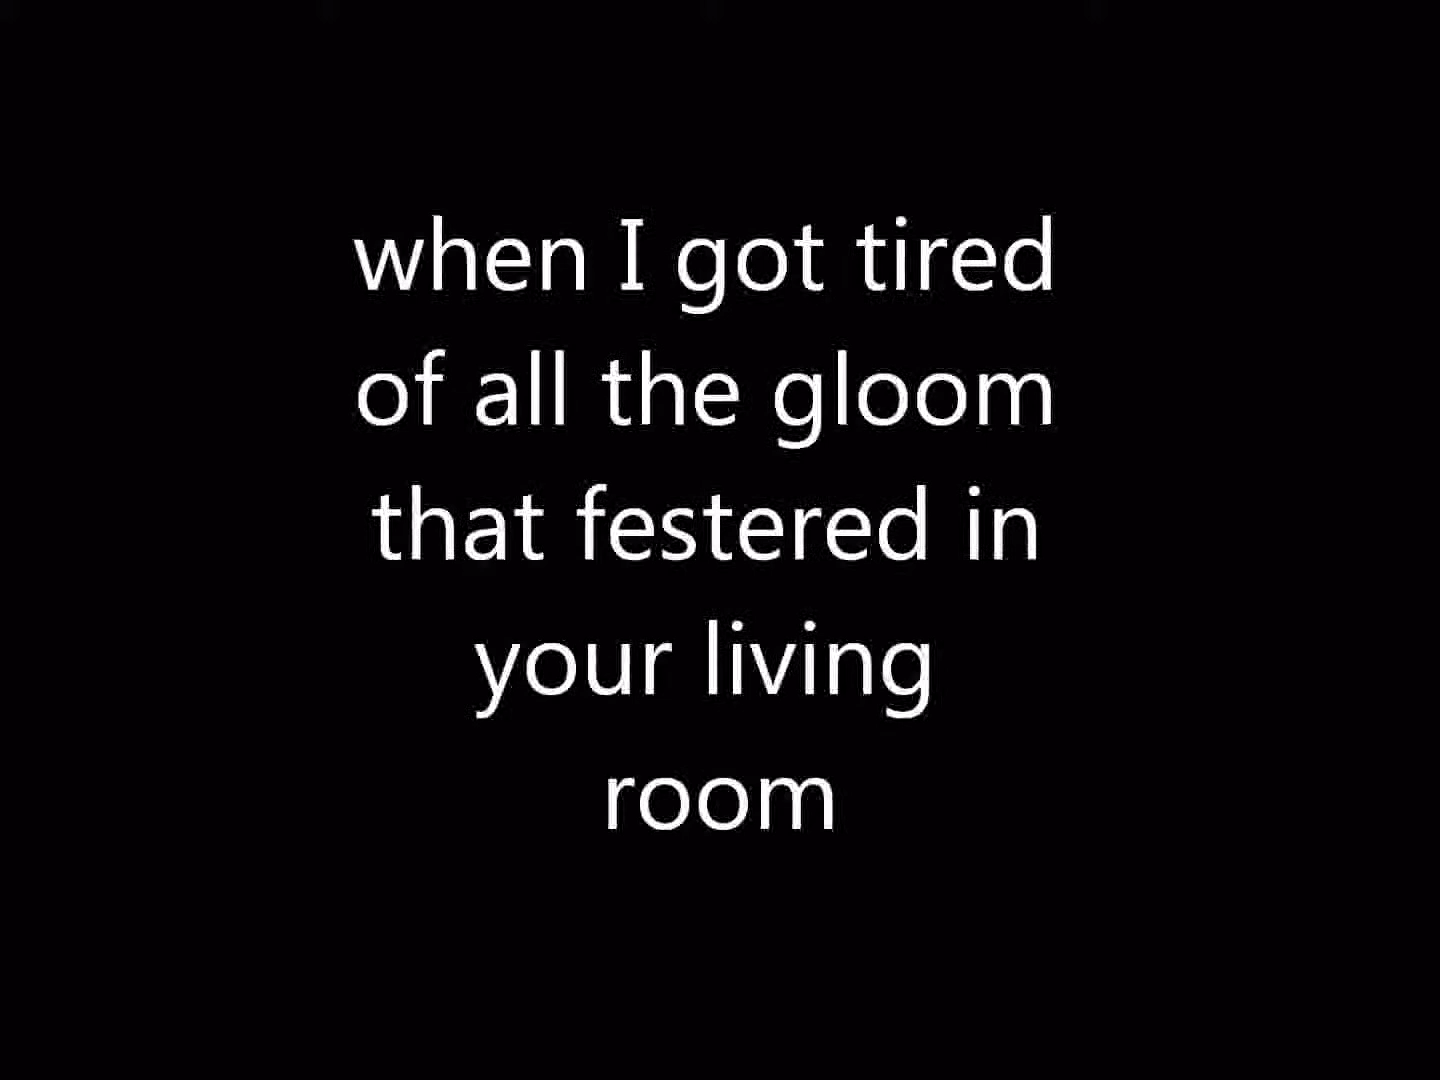 when I got tired
of all the gloom
that festered in
your living
room